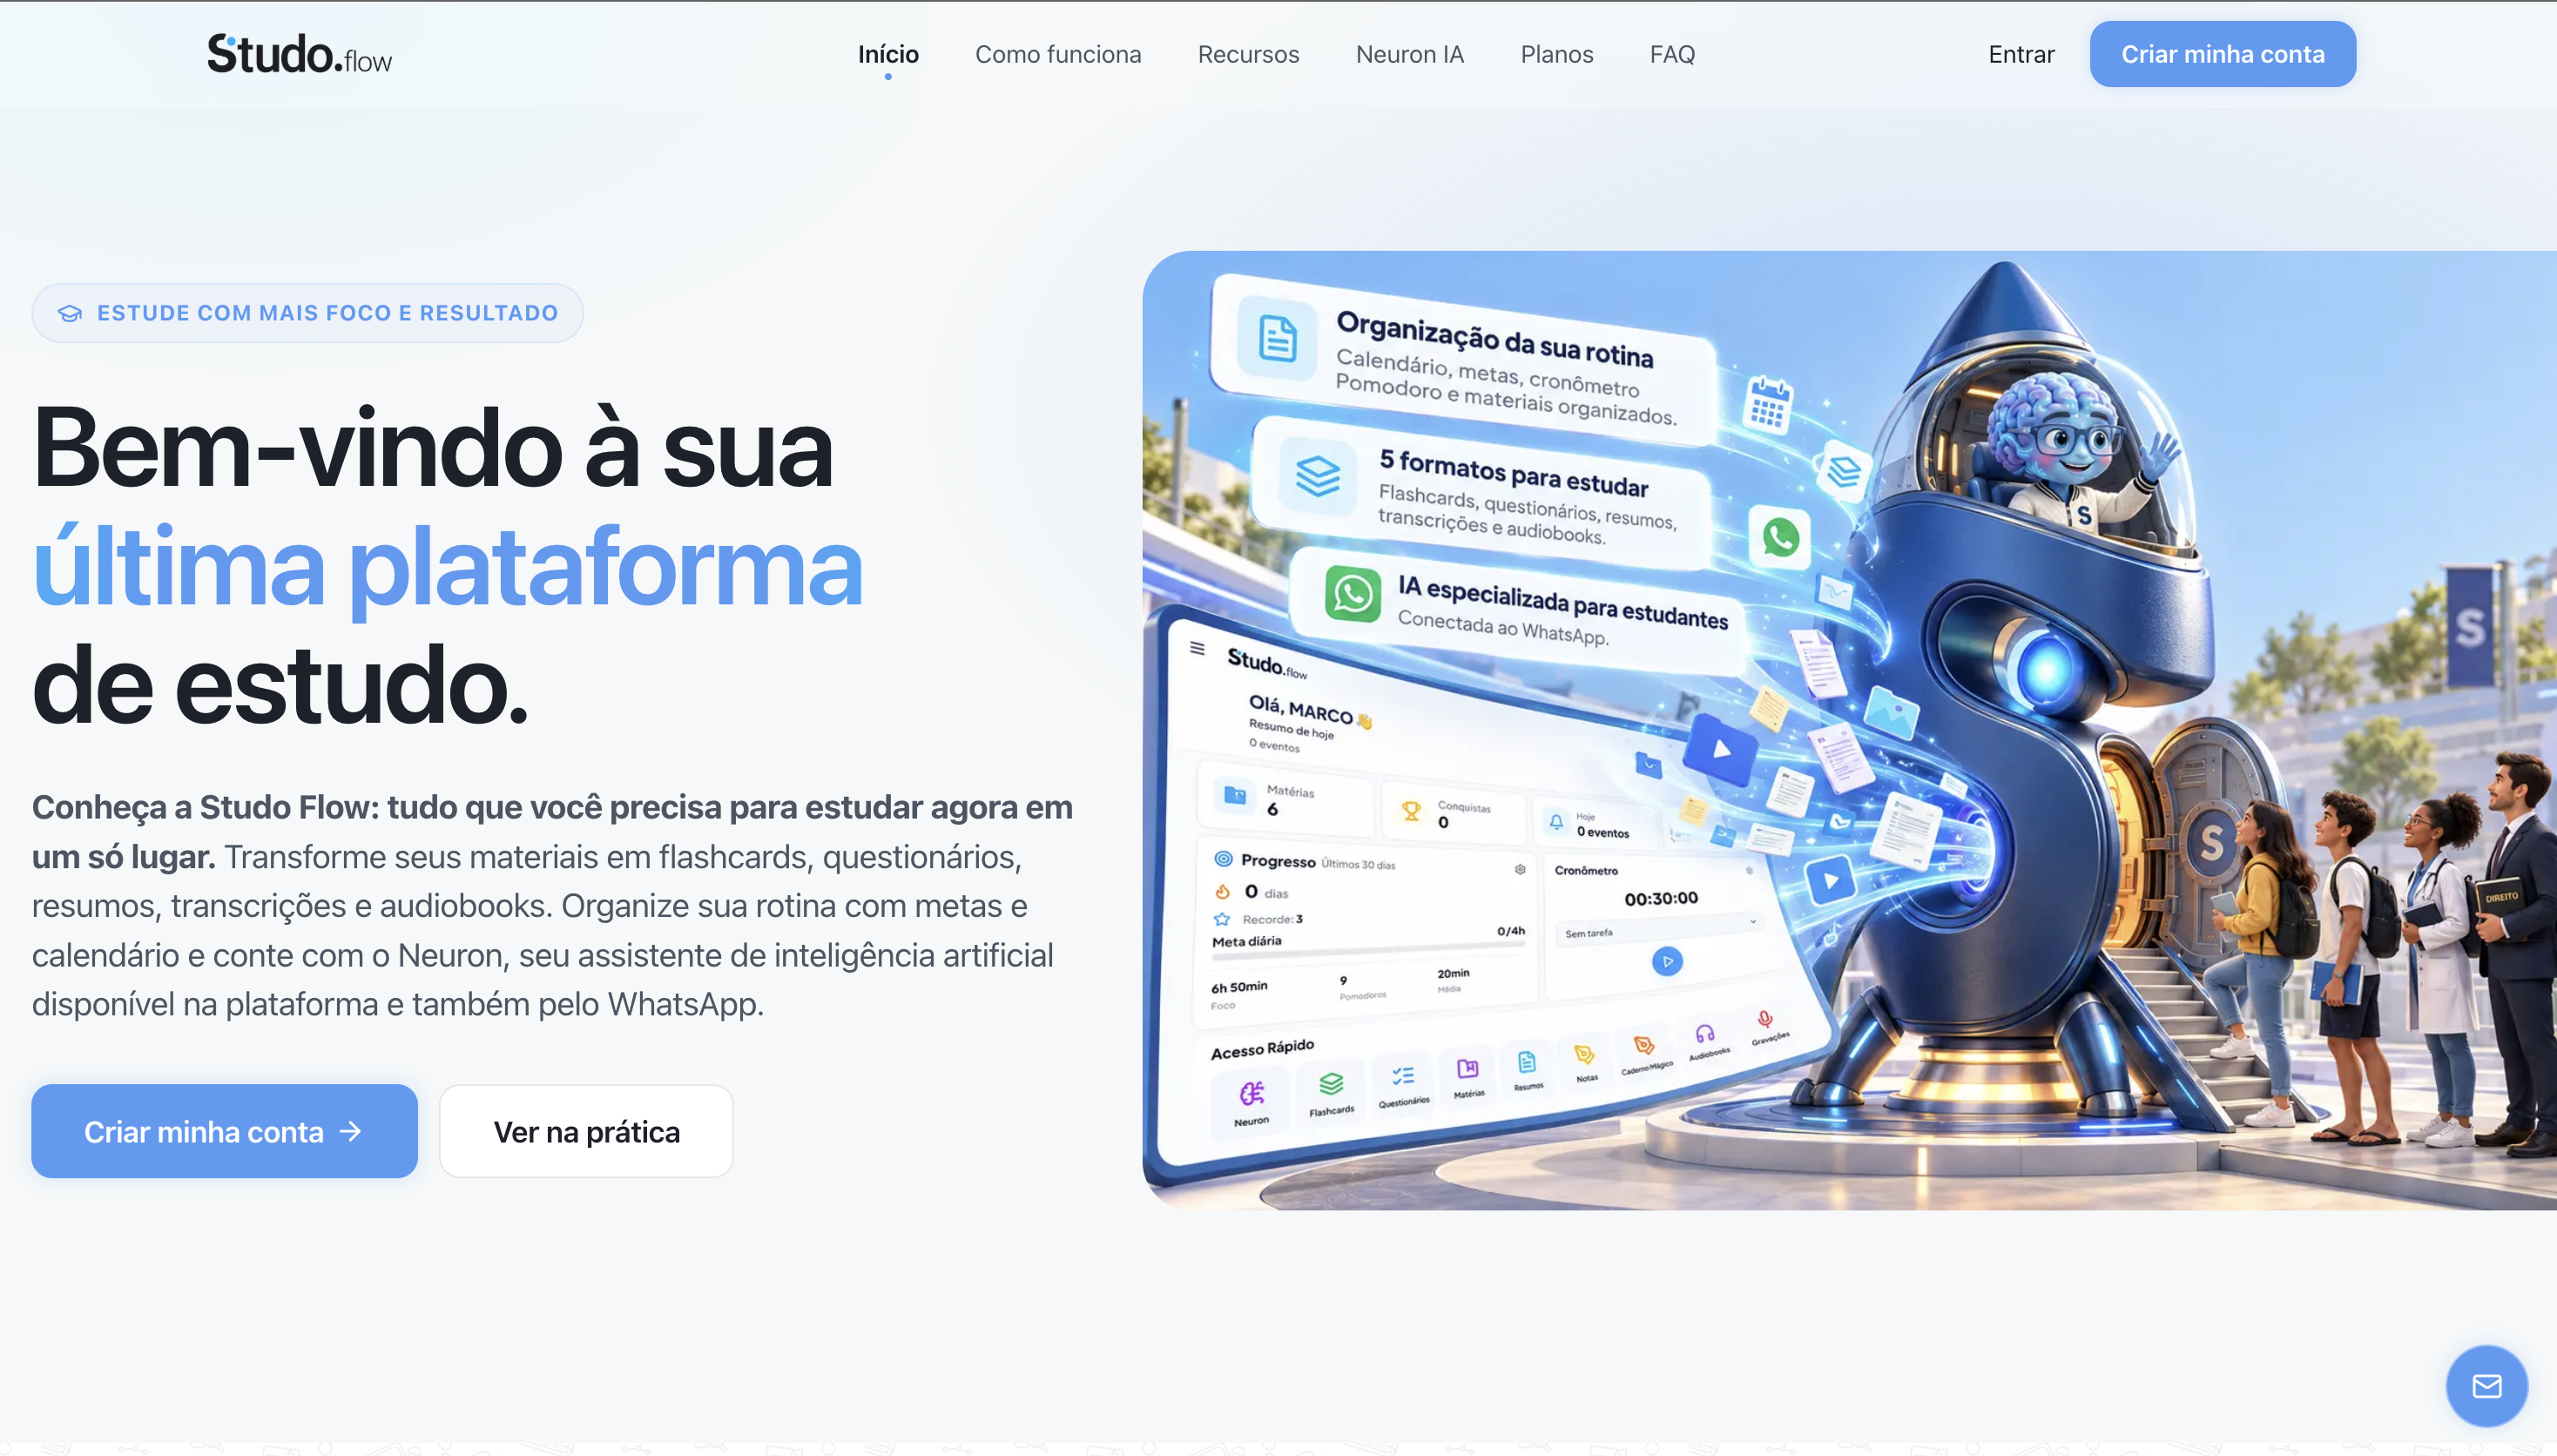 Studo.flow
Início
Como funciona
Recursos
Neuron IA
Planos
FAQ
Entrar
Criar minha conta
ESTUDE COM MAIS FOCO E RESULTADO
Bem-vindo à sua
última plataforma
de estudo.
Conheça a Studo Flow: tudo que você precisa para estudar agora em
um só lugar. Transforme seus materiais em flashcards, questionários,
resumos, transcrições e audiobooks. Organize sua rotina com metas e
calendário e conte com o Neuron, seu assistente de inteligência artificial
disponível na plataforma e também pelo WhatsApp.
Criar minha conta →
Ver na prática
Organização da sua rotina
Calendário, metas, cronômetro
Pomodoro e materiais organizados.
5 formatos para estudar
Flashcards, questionários, resumos,
transcrições e audiobooks.
IA especializada para estudantes
Conectada ao WhatsApp.
Studo.flow
Olá, MARCO 👋
Resumo de hoje
0 eventos
Matérias
6
Conquistas
0
Hoje
0 eventos
Progresso Últimos 30 dias
0 dias
Recorde: 3
Meta diária
0/4h
6h 50min
Foco
9
Pomodoros
20min
Média
Cronômetro
00:30:00
Sem tarefa
Acesso Rápido
Neuron
Flashcards
Questionários
Matérias
Resumos
Notas
Caderno Mágico
Audiobooks
Gravações
S
S
S
DIREITO